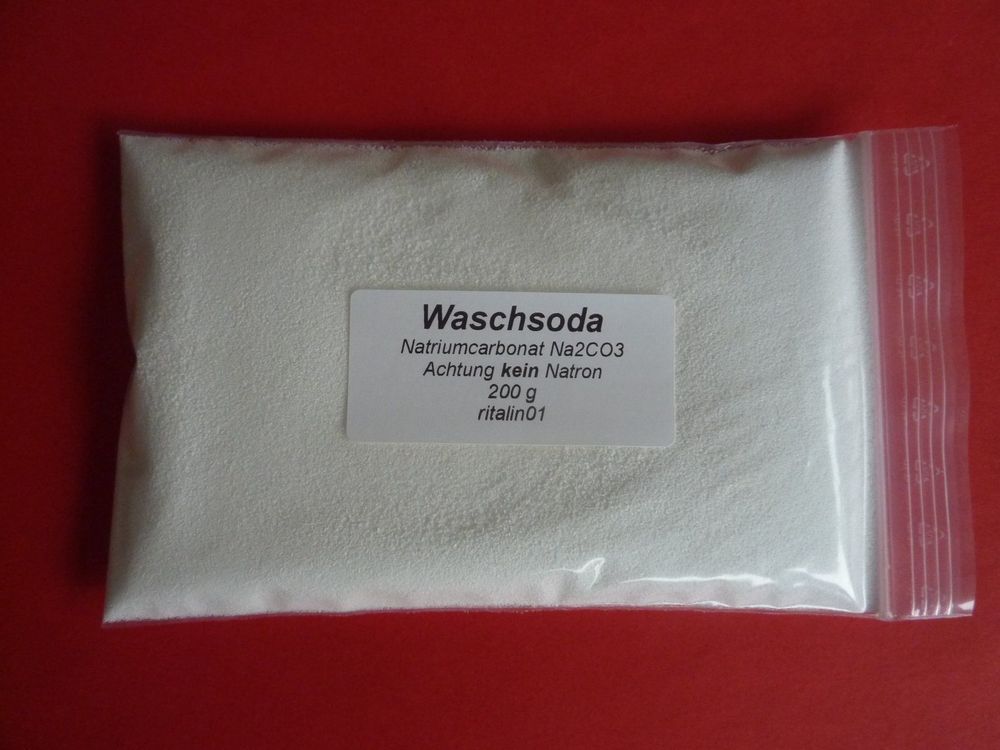 Waschsoda
Natriumcarbonat Na2CO3
Achtung kein Natron
200 g
ritalin01